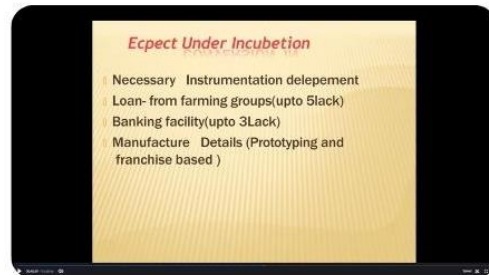 Ecpect Under Incubetion
Necessary Instrumentation delepement
Loan- from farming groups(upto 5lack)
Banking facility(upto 3Lack)
Manufacture Details (Prototyping and
franchise based )